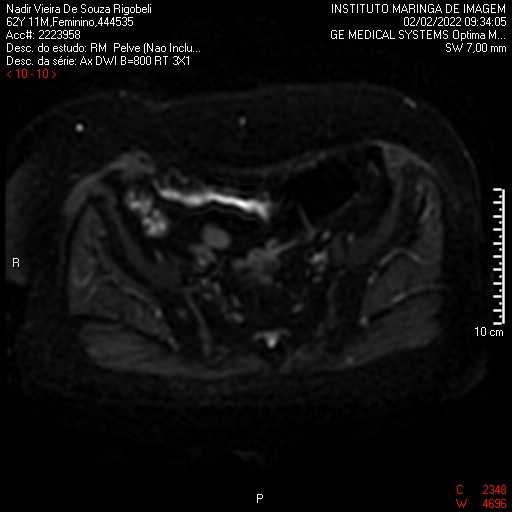 Nadir Vieira De Souza Rigobeli
62Y 11M,Feminino,444535
Acc#: 2223958
Desc. do estudo: RM Pelve (Nao Inclu...
Desc. da série: Ax DWI B=800 RT 3X1
< 10 - 10 >
INSTITUTO MARINGA DE IMAGEM
02/02/2022 09:34:05
GE MEDICAL SYSTEMS Optima M...
SW 7,00 mm
R
10 cm
P
C 2348
W 4696